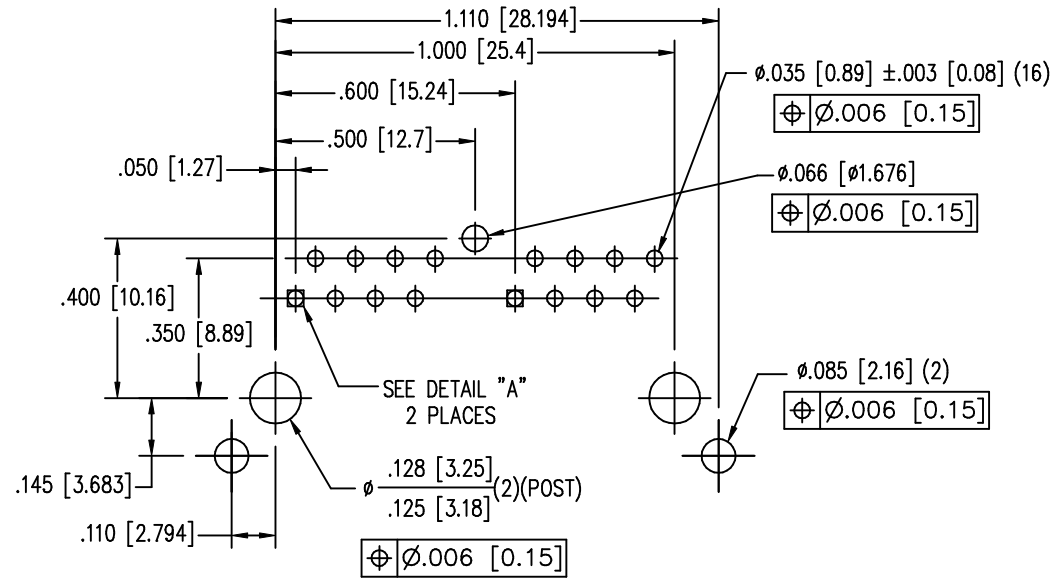 1.110 [28.194]
1.000 [25.4]
.600 [15.24]
.500 [12.7]
.050 [1.27]
ø.035 [0.89] ±.003 [0.08] (16)
⌖ Ø.006 [0.15]
ø.066 [ø1.676]
⌖ Ø.006 [0.15]
.400 [10.16]
.350 [8.89]
SEE DETAIL "A"
2 PLACES
ø.085 [2.16] (2)
⌖ Ø.006 [0.15]
.145 [3.683]
.110 [2.794]
ø .128 [3.25]
.125 [3.18] (2)(POST)
⌖ Ø.006 [0.15]